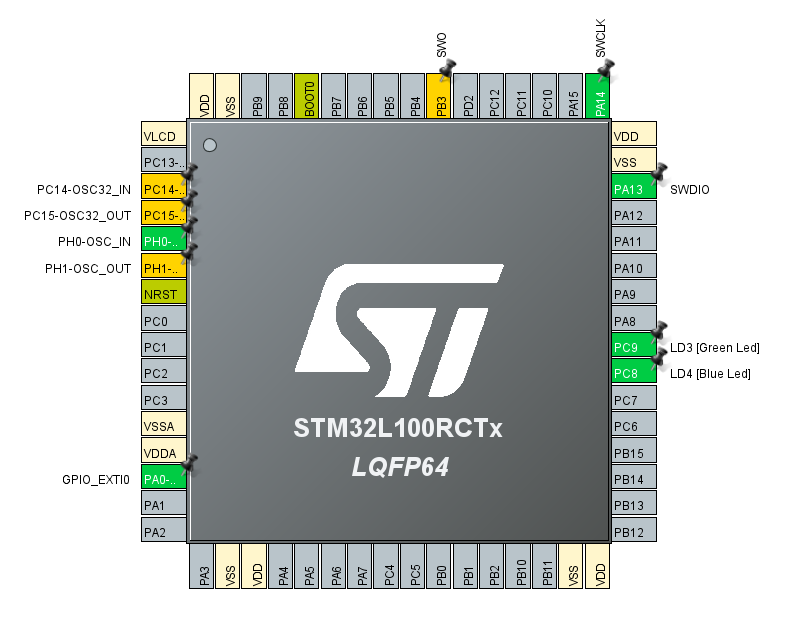 SWO
SWCLK
VDD
VSS
PB9
PB8
BOOT0
PB7
PB6
PB5
PB4
PB3
PD2
PC12
PC11
PC10
PA15
PA14
VLCD
PC13-..
PC14-OSC32_IN PC14-..
PC15-OSC32_OUT PC15-..
PH0-OSC_IN PH0-..
PH1-OSC_OUT PH1-..
NRST
PC0
PC1
PC2
PC3
VSSA
VDDA
GPIO_EXTI0 PA0-..
PA1
PA2
VDD
VSS
PA13 SWDIO
PA12
PA11
PA10
PA9
PA8
PC9 LD3 [Green Led]
PC8 LD4 [Blue Led]
PC7
PC6
PB15
PB14
PB13
PB12
ST
STM32L100RCTx
LQFP64
PA3
VSS
VDD
PA4
PA5
PA6
PA7
PC4
PC5
PB0
PB1
PB2
PB10
PB11
VSS
VDD